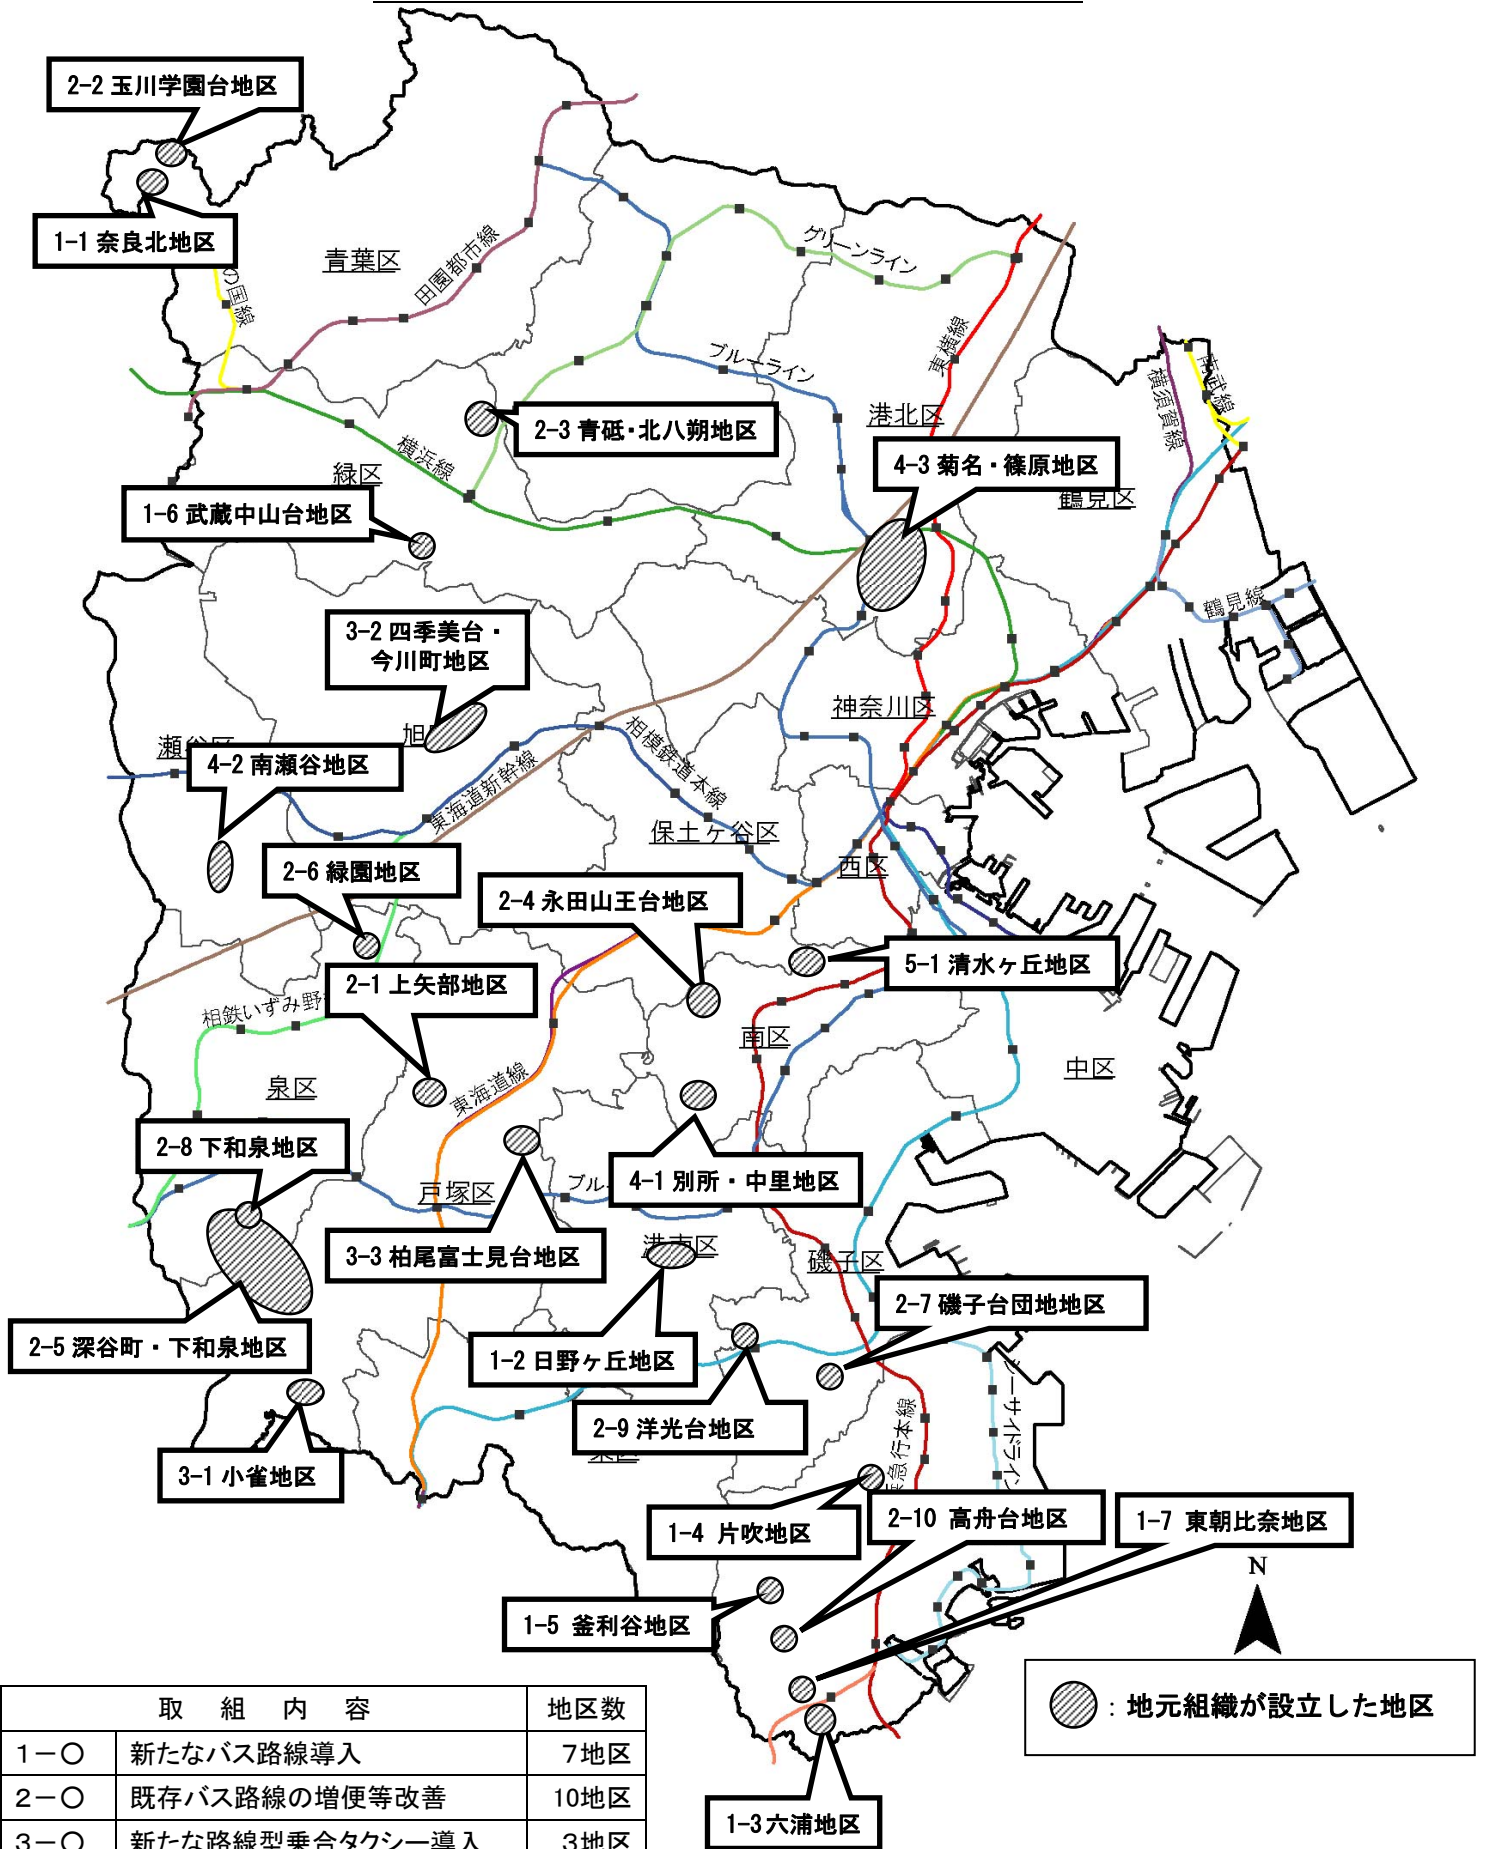 2-2 玉川学園台地区
1-1 奈良北地区
青葉区
の国線
田園都市線
グリーンライン
東横線
ブルーライン
港北区
横須賀線
南武線
2-3 青砥・北八朔地区
4-3 菊名・篠原地区
横浜線
緑区
鶴見区
1-6 武蔵中山台地区
鶴見線
3-2 四季美台・
今川町地区
神奈川区
旭
瀬谷区
4-2 南瀬谷地区
東海道新幹線
相模鉄道本線
保土ヶ谷区
西区
2-6 緑園地区
2-4 永田山王台地区
5-1 清水ヶ丘地区
2-1 上矢部地区
相鉄いずみ野
南区
中区
泉区
東海道線
2-8 下和泉地区
4-1 別所・中里地区
戸塚区
ブル
港南区
3-3 柏尾富士見台地区
磯子区
2-7 磯子台団地地区
2-5 深谷町・下和泉地区
1-2 日野ヶ丘地区
2-9 洋光台地区
シーサイドライン
急行本線
3-1 小雀地区
1-4 片吹地区
2-10 高舟台地区
1-7 東朝比奈地区
1-5 釜利谷地区
N
：地元組織が設立した地区
1-3 六浦地区
取組内容 地区数
1－〇 新たなバス路線導入 7地区
2－〇 既存バス路線の増便等改善 10地区
3－〇 新たな路線型乗合タクシー導入 3地区